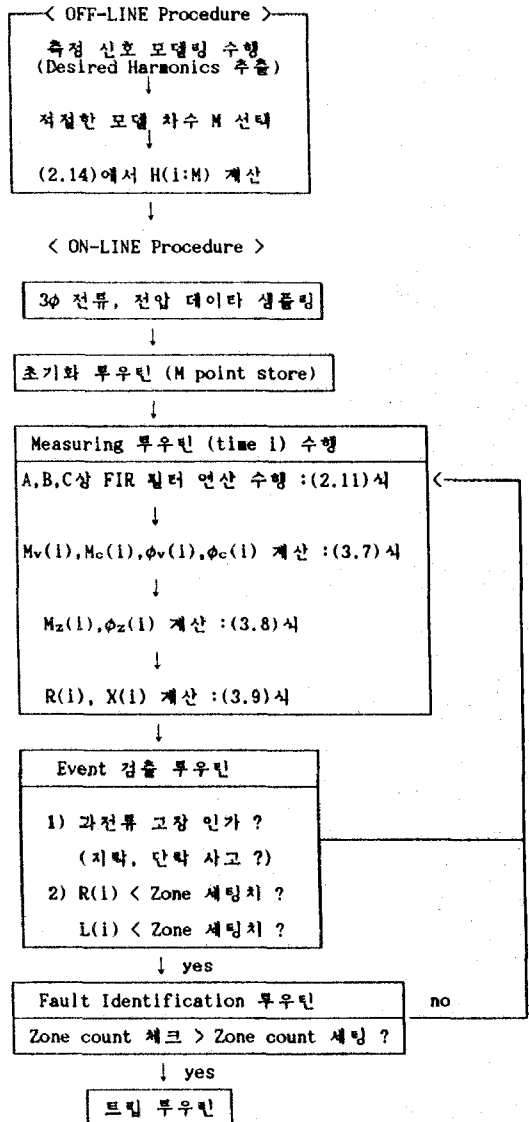 < OFF-LINE Procedure >
측정 신호 모델링 수행
(Desired Harmonics 추출)
↓
적절한 모델 차수 M 선택
↓
(2.14)에서 H(i:M) 계산
↓
< ON-LINE Procedure >
3φ 전류, 전압 데이타 샘플링
↓
초기화 루우틴 (M point store)
↓
Measuring 루우틴 (time i) 수행
A,B,C상 FIR 필터 연산 수행 :(2.11)식
↓
Mv(i),Mc(i),φv(i),φc(i) 계산 :(3.7)식
↓
Mz(i),φz(i) 계산 :(3.8)식
↓
R(i), X(i) 계산 :(3.9)식
↓
Event 검출 루우틴
1) 과전류 고장 인가 ?
(지락, 단락 사고 ?)
2) R(i) < Zone 세팅치 ?
L(i) < Zone 세팅치 ?
↓ yes
Fault Identification 루우틴
no
Zone count 체크 > Zone count 세팅 ?
↓ yes
트립 루우틴